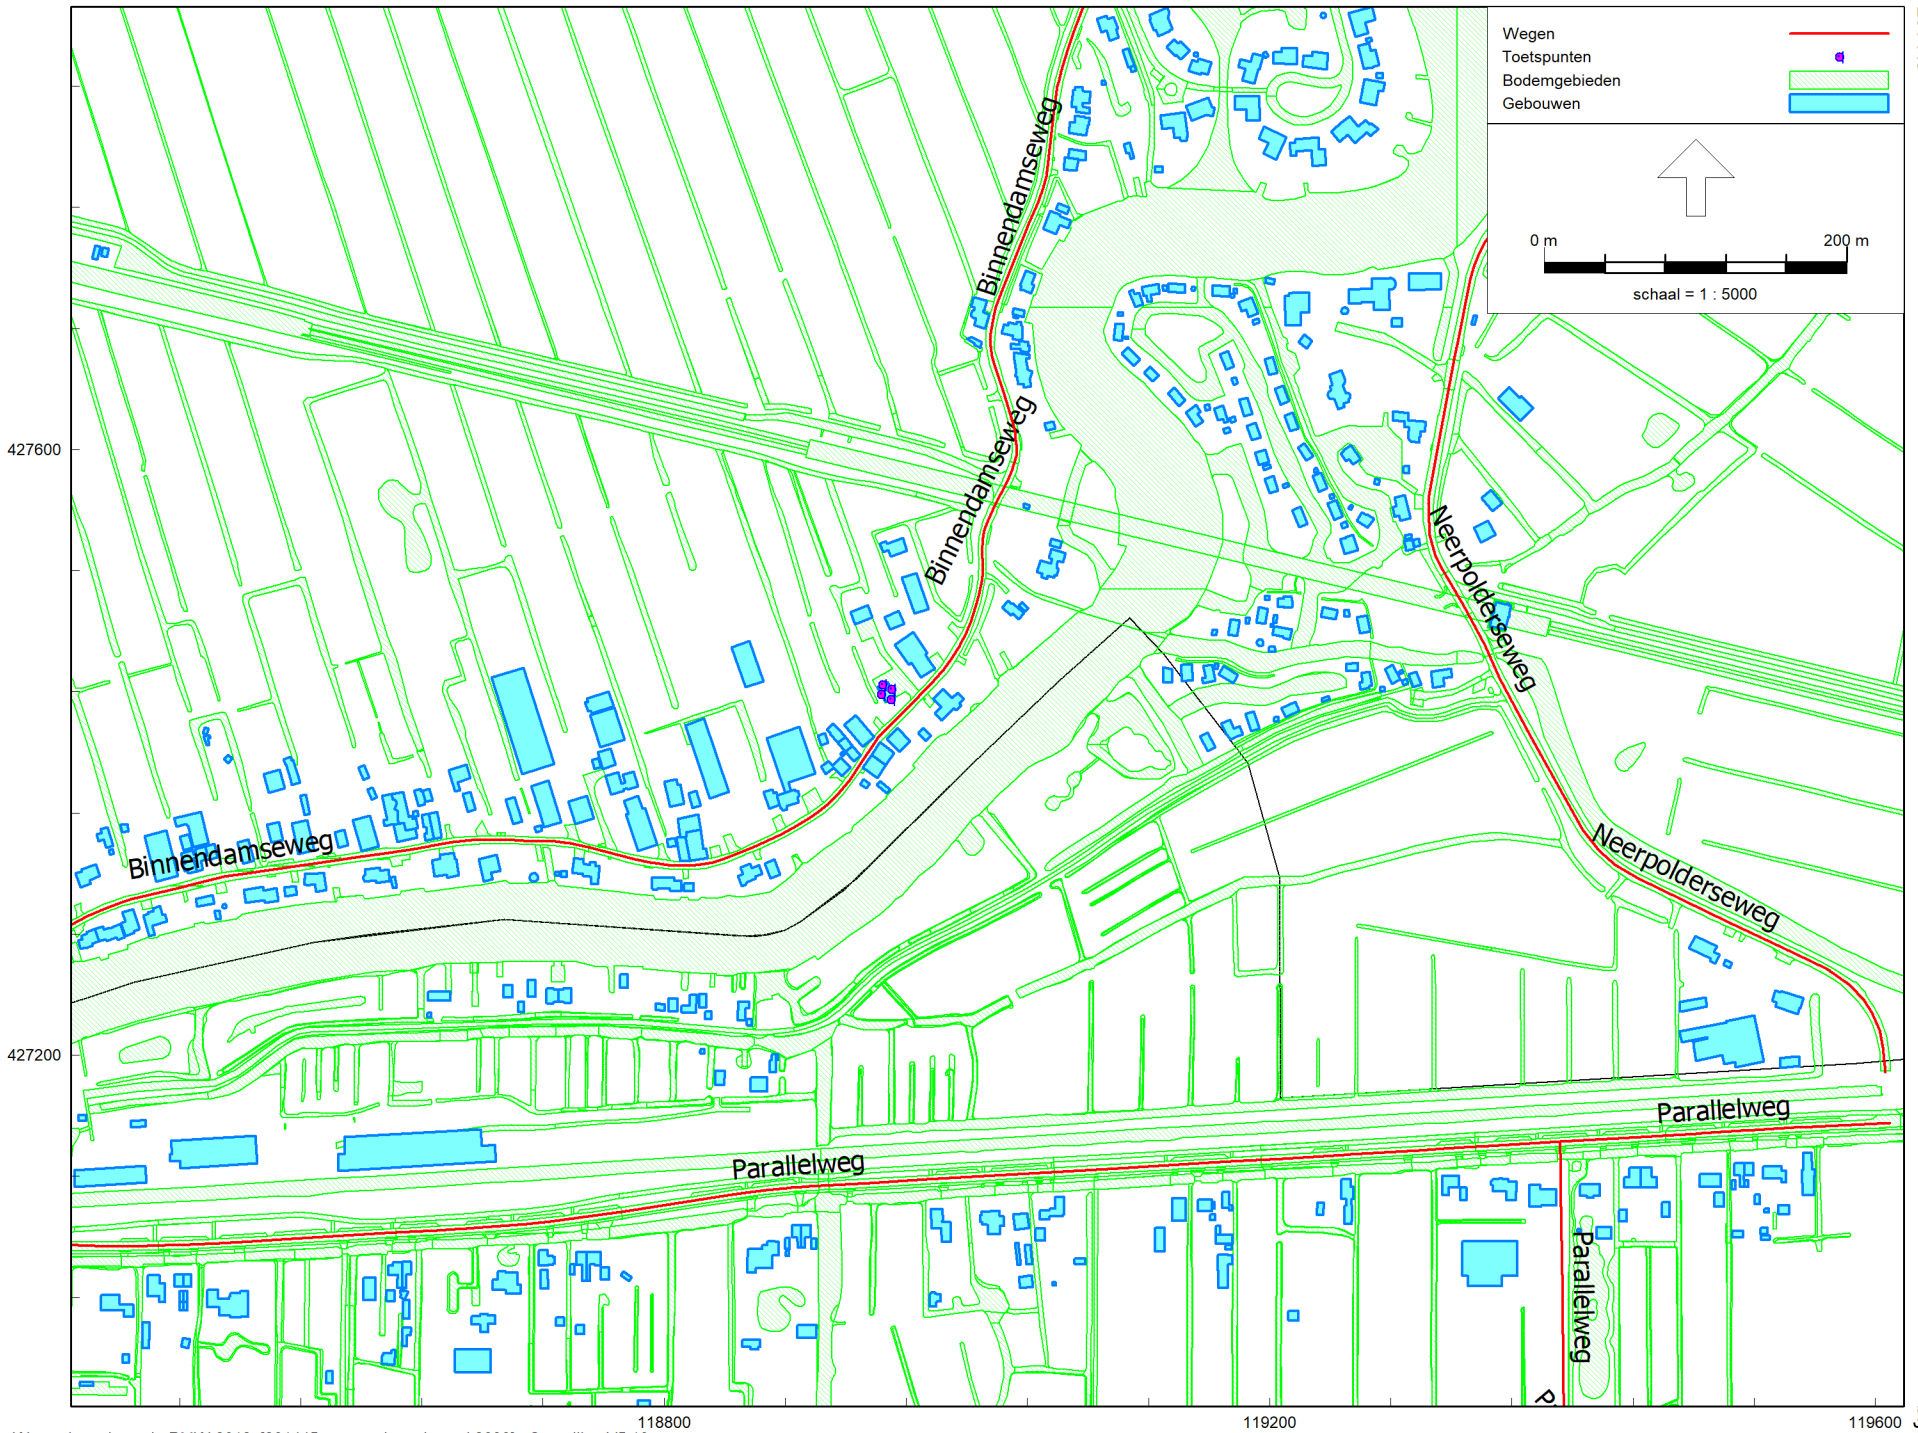 Wegen
Toetspunten
Bodemgebieden
Gebouwen
0 m
200 m
schaal = 1 : 5000
Binnendamseweg
Binnendamseweg
Binnendamseweg
Neerpolderseweg
Neerpolderseweg
Parallelweg
Parallelweg
Parallelweg
427600
427200
118800
119200
119600